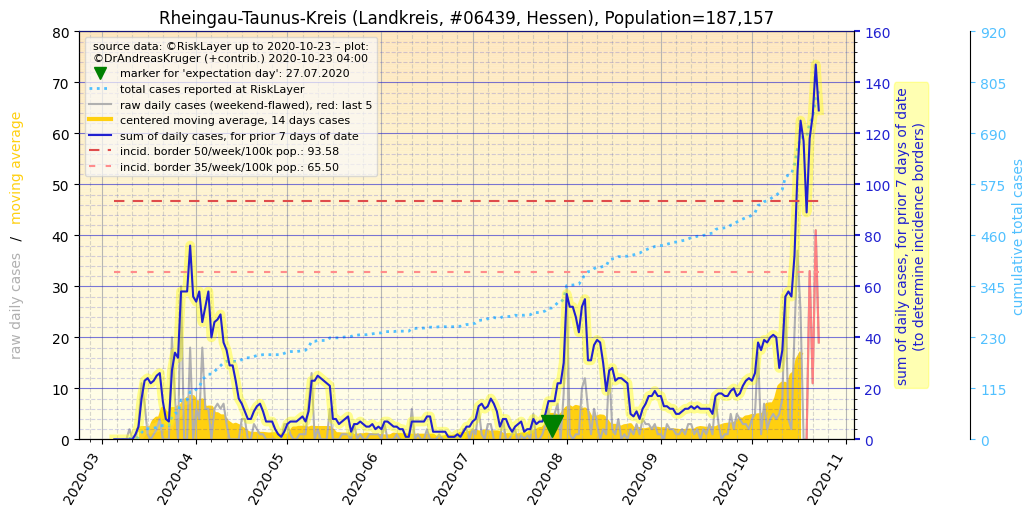 Rheingau-Taunus-Kreis (Landkreis, #06439, Hessen), Population=187,157
source data: ©RiskLayer up to 2020-10-23 – plot:
©DrAndreasKruger (+contrib.) 2020-10-23 04:00
marker for 'expectation day': 27.07.2020
total cases reported at RiskLayer
raw daily cases (weekend-flawed), red: last 5
centered moving average, 14 days cases
sum of daily cases, for prior 7 days of date
incid. border 50/week/100k pop.: 93.58
incid. border 35/week/100k pop.: 65.50
raw daily cases / moving average
80
70
60
50
40
30
20
10
0
160
140
120
100
80
60
40
20
0
sum of daily cases, for prior 7 days of date
(to determine incidence borders)
920
805
690
575
460
345
230
115
0
cumulative total cases
2020-03
2020-04
2020-05
2020-06
2020-07
2020-08
2020-09
2020-10
2020-11